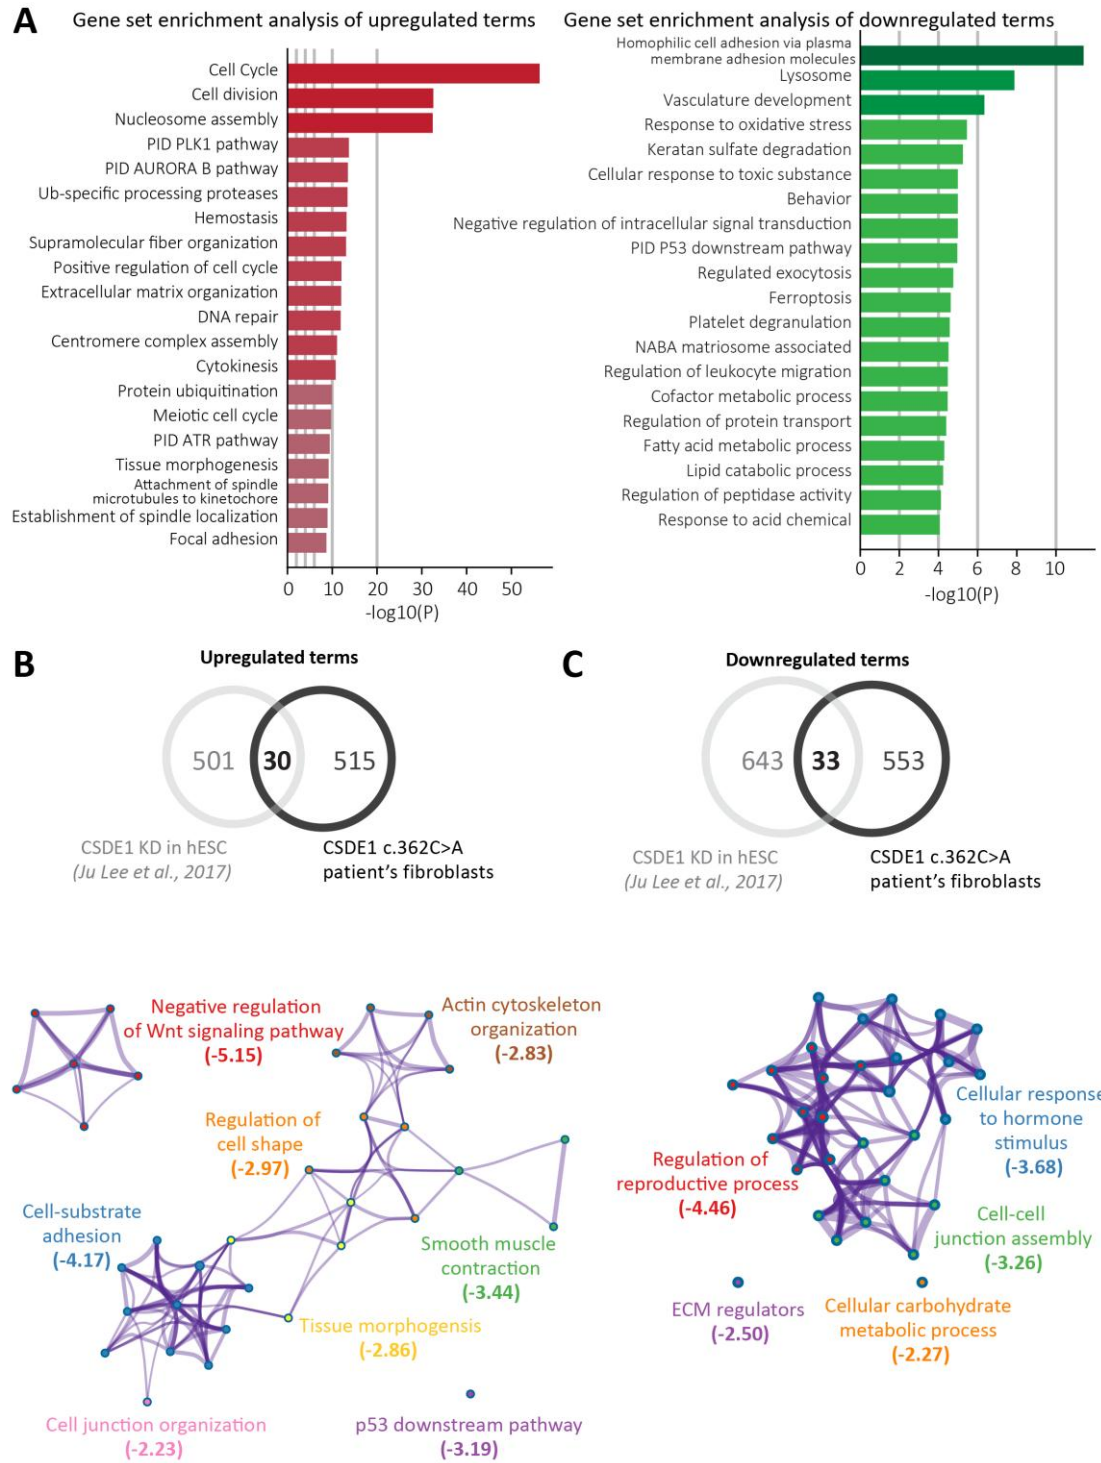 A
Gene set enrichment analysis of upregulated terms
Cell Cycle
Cell division
Nucleosome assembly
PID PLK1 pathway
PID AURORA B pathway
Ub-specific processing proteases
Hemostasis
Supramolecular fiber organization
Positive regulation of cell cycle
Extracellular matrix organization
DNA repair
Centromere complex assembly
Cytokinesis
Protein ubiquitination
Meiotic cell cycle
PID ATR pathway
Tissue morphogenesis
Attachment of spindle
microtubules to kinetochore
Establishment of spindle localization
Focal adhesion
0 10 20 30 40 50
-log10(P)
Gene set enrichment analysis of downregulated terms
Homophilic cell adhesion via plasma
membrane adhesion molecules
Lysosome
Vasculature development
Response to oxidative stress
Keratan sulfate degradation
Cellular response to toxic substance
Behavior
Negative regulation of intracellular signal transduction
PID P53 downstream pathway
Regulated exocytosis
Ferroptosis
Platelet degranulation
NABA matriosome associated
Regulation of leukocyte migration
Cofactor metabolic process
Regulation of protein transport
Fatty acid metabolic process
Lipid catabolic process
Regulation of peptidase activity
Response to acid chemical
0 2 4 6 8 10
-log10(P)
B
Upregulated terms
501 30 515
CSDE1 KD in hESC
(Ju Lee et al., 2017)
CSDE1 c.362C>A
patient's fibroblasts
Negative regulation
of Wnt signaling pathway
(-5.15)
Actin cytoskeleton
organization
(-2.83)
Regulation of
cell shape
(-2.97)
Cell-substrate
adhesion
(-4.17)
Smooth muscle
contraction
(-3.44)
Tissue morphogensis
(-2.86)
Cell junction organization
(-2.23)
p53 downstream pathway
(-3.19)
C
Downregulated terms
643 33 553
CSDE1 KD in hESC
(Ju Lee et al., 2017)
CSDE1 c.362C>A
patient's fibroblasts
Cellular response
to hormone
stimulus
(-3.68)
Regulation of
reproductive process
(-4.46)
Cell-cell
junction assembly
(-3.26)
ECM regulators
(-2.50)
Cellular carbohydrate
metabolic process
(-2.27)